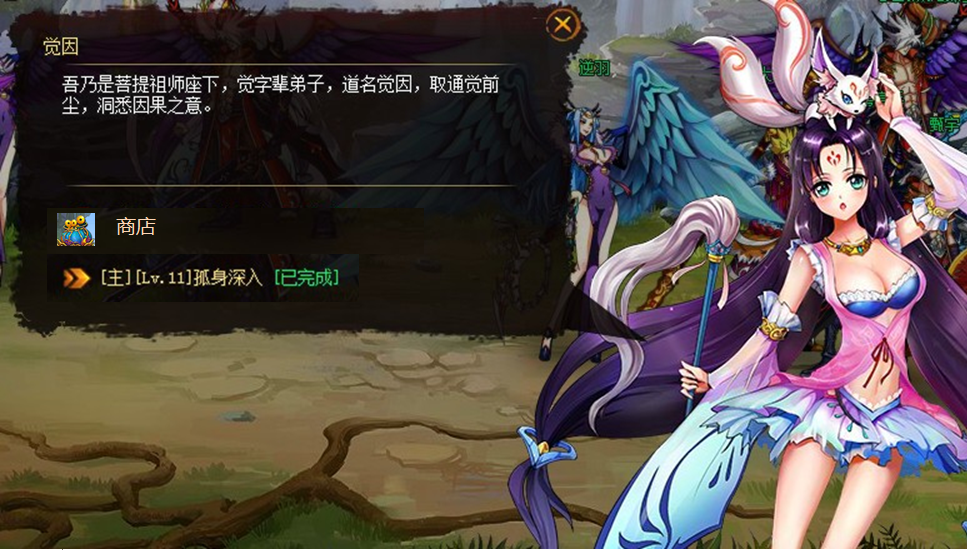 觉因
吾乃是菩提祖师座下，觉字辈弟子，道名觉因，取通觉前
尘，洞悉因果之意。
逆羽
甄宇
商店
[主][Lv.11]孤身深入 [已完成]